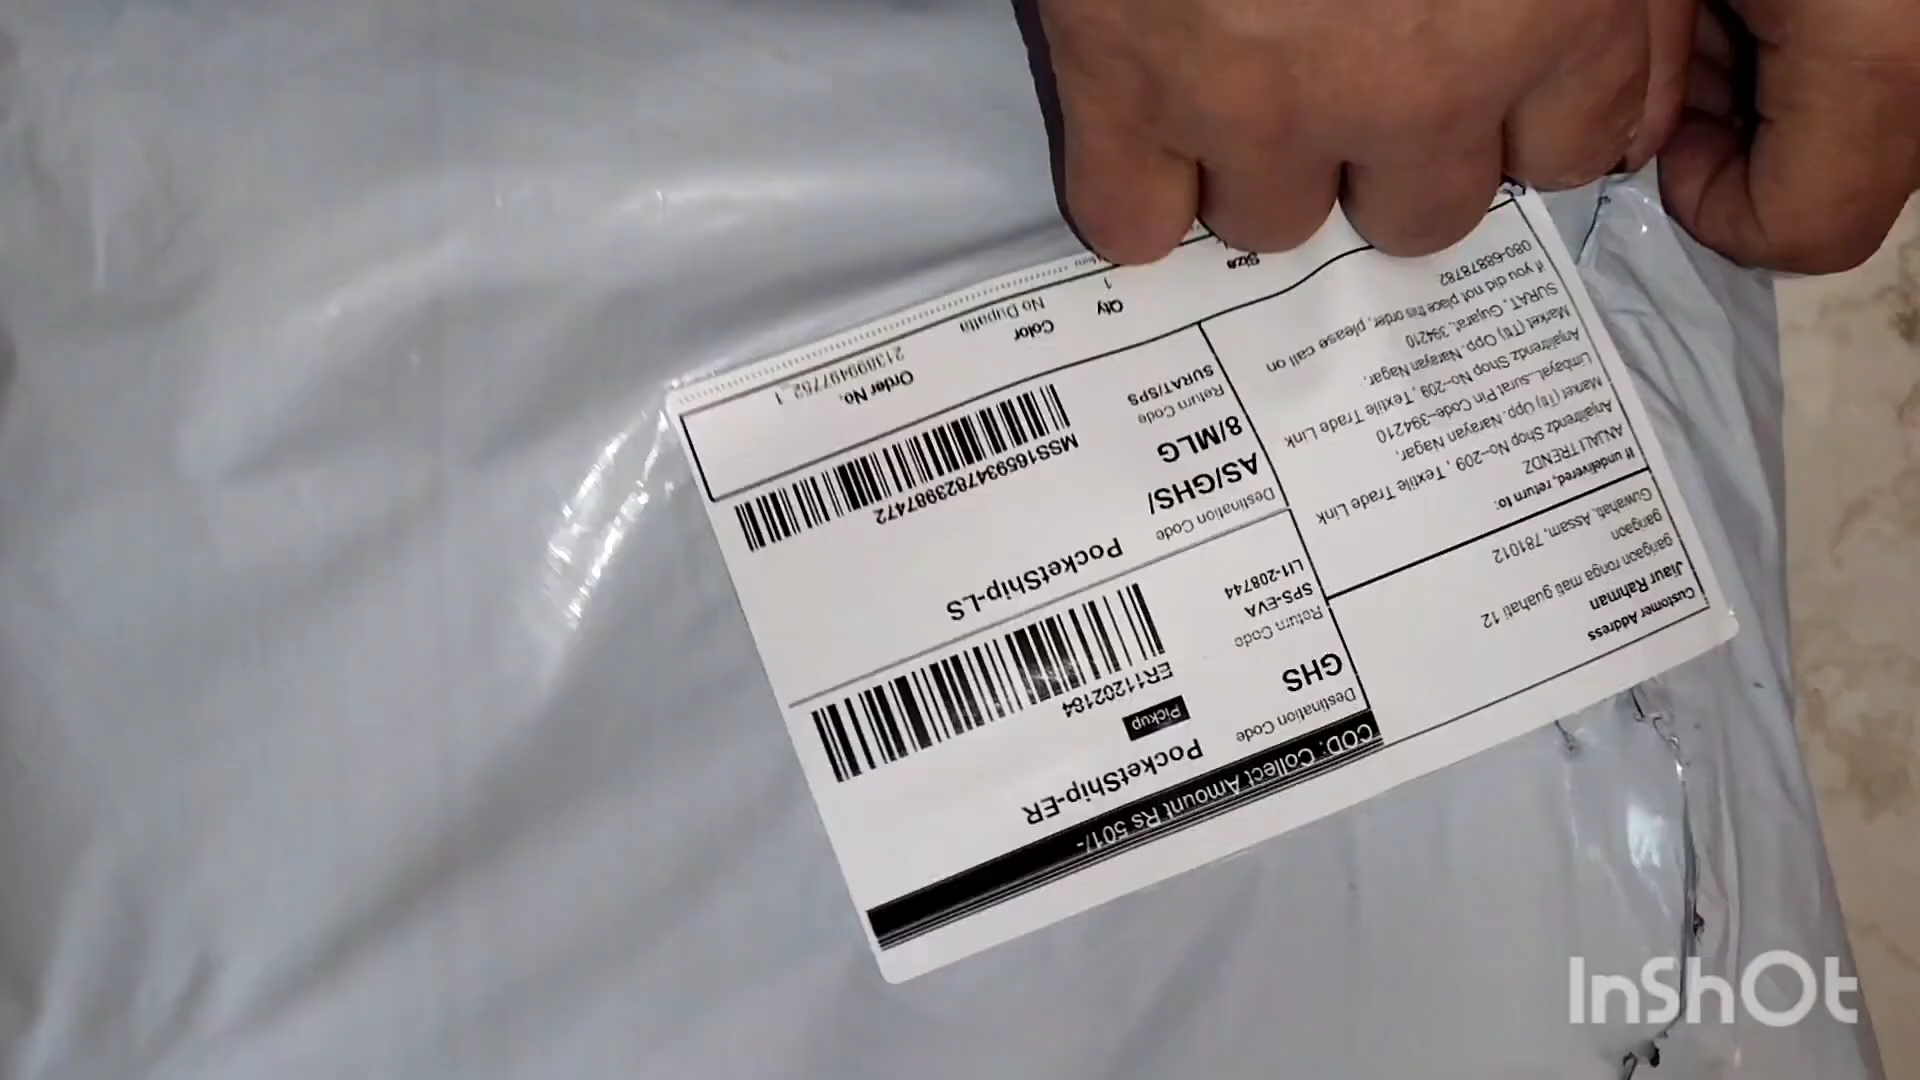 Customer Address
Jiaur Rahman
gangaon ronga mati guahati 12
gangaon
Guwahati, Assam, 781012
If undelivered, return to:
ANJALI TRENDZ
Anjalitrendz Shop No-209 , Textile Trade Link
Market (Ttl) Opp. Narayan Nagar,
Limbayat..surat Pin Code-394210
Anjalitrendz Shop No-209 , Textile Trade Link
Market (Ttl) Opp. Narayan Nagar,
SURAT, Gujarat, 394210
If you did not place this order, please call on
080-68878782
COD: Collect Amount Rs 501/-
PocketShip-ER
Pickup
Destination Code
GHS
Return Code
SPS-EVA
LI1-208744
ER11202184
PocketShip-LS
Destination Code
AS/GHS/
8/MLG
Return Code
SURAT/SPS
MSS1659347823987472
Size
Qty
1
Color
No Dupatta
Order No.
213899497762_1
InShOt